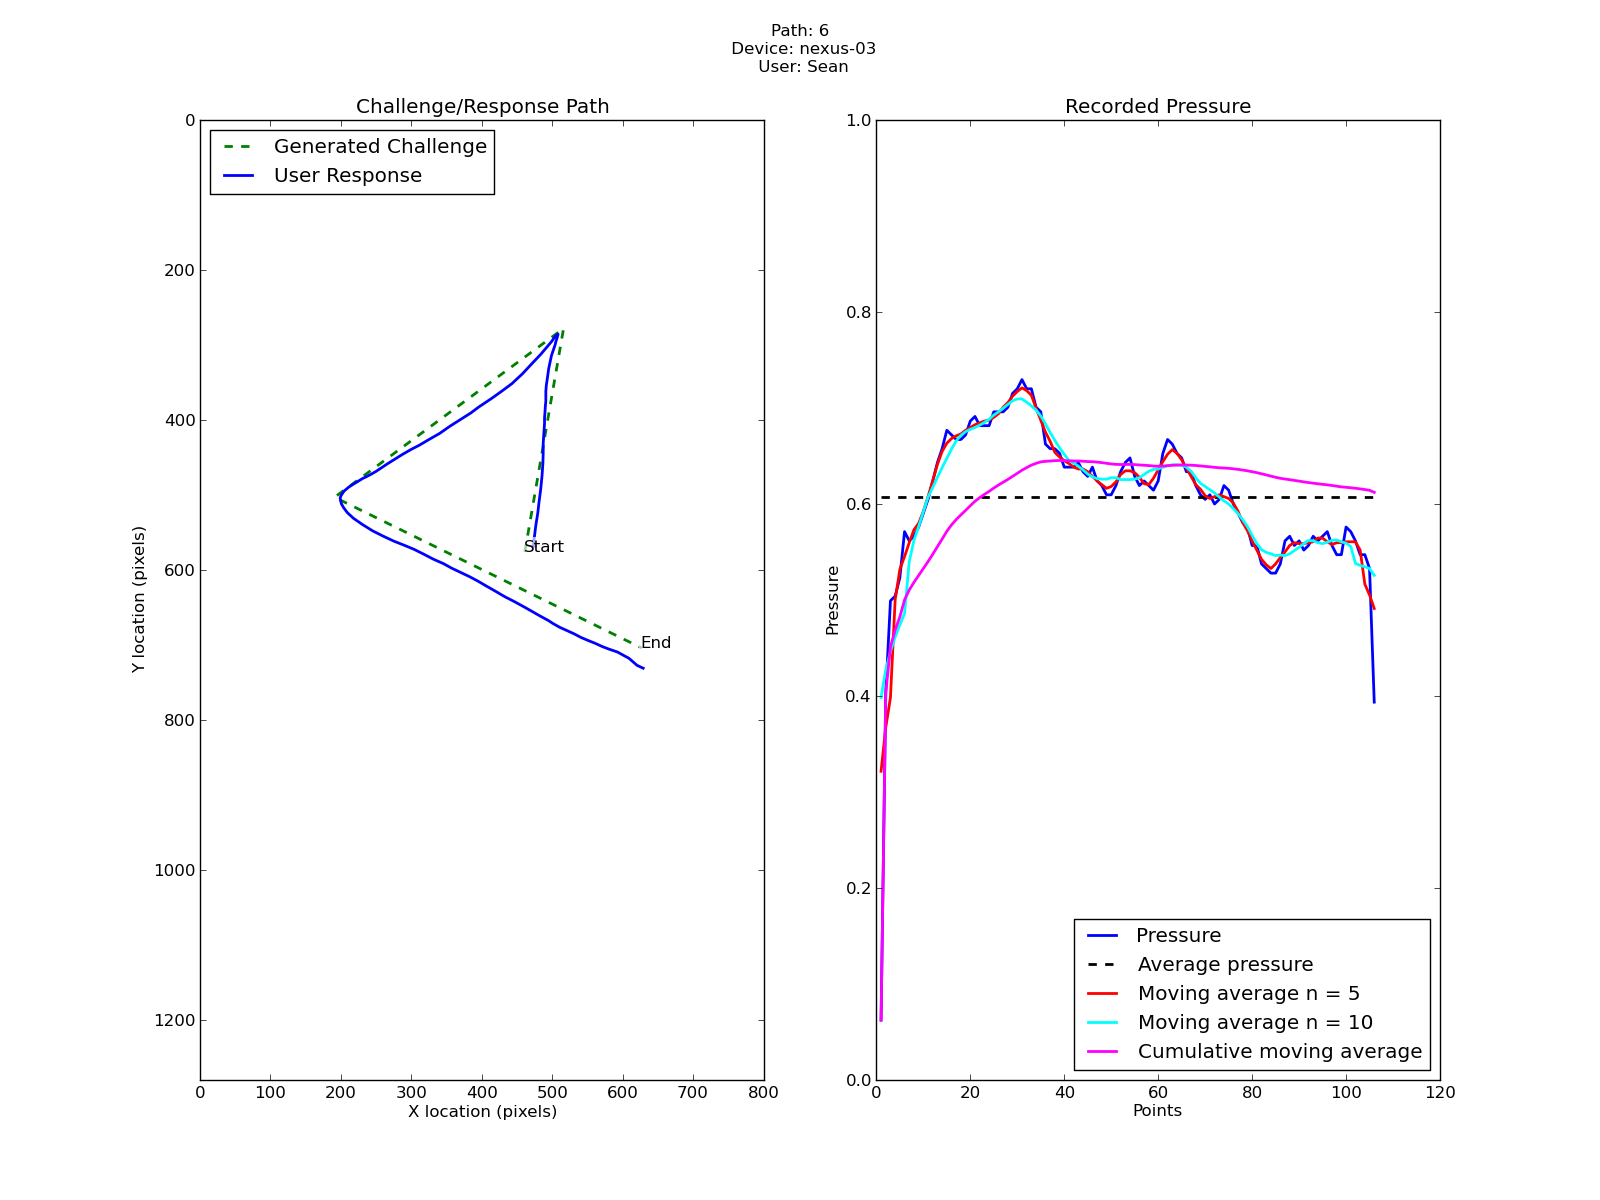 Path: 6
Device: nexus-03
User: Sean
Challenge/Response Path
Generated Challenge
User Response
0
200
400
600
800
1000
1200
Y location (pixels)
Start
End
0 100 200 300 400 500 600 700 800
X location (pixels)
Recorded Pressure
1.0
0.8
0.6
0.4
0.2
0.0
Pressure
Pressure
Average pressure
Moving average n = 5
Moving average n = 10
Cumulative moving average
0 20 40 60 80 100 120
Points